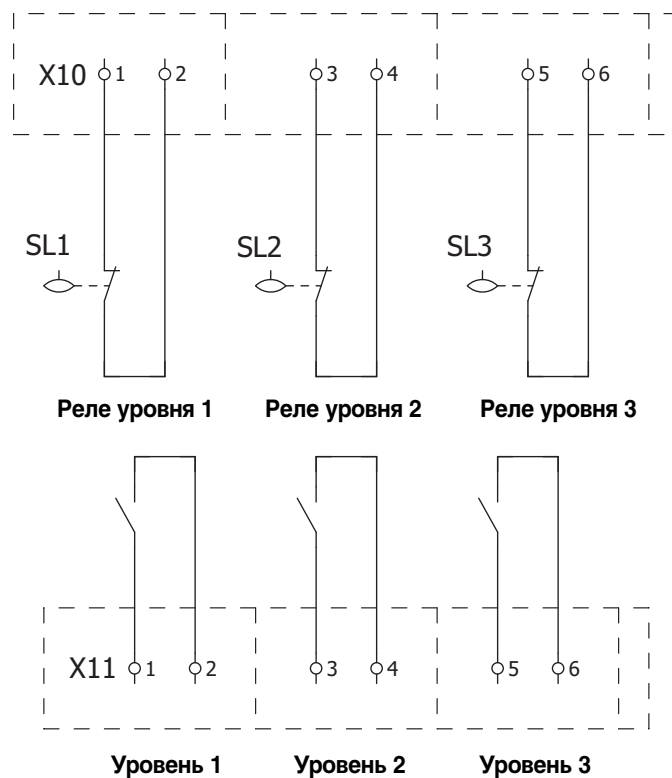 X10 1 2 3 4 5 6
SL1 SL2 SL3
Реле уровня 1 Реле уровня 2 Реле уровня 3
X11 1 2 3 4 5 6
Уровень 1 Уровень 2 Уровень 3